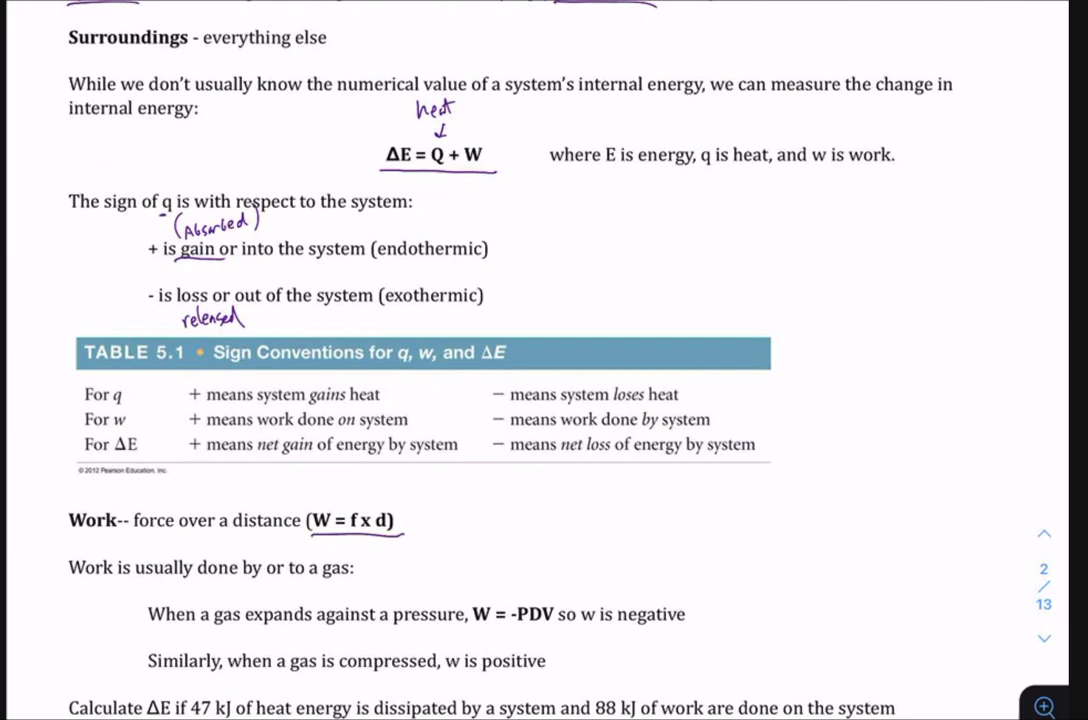 Surroundings - everything else
While we don't usually know the numerical value of a system's internal energy, we can measure the change in
internal energy:
heat
↓
ΔE = Q + W where E is energy, q is heat, and w is work.
The sign of q is with respect to the system:
(Absorbed)
+ is gain or into the system (endothermic)
- is loss or out of the system (exothermic)
released
TABLE 5.1 • Sign Conventions for q, w, and ΔE
For q + means system gains heat − means system loses heat
For w + means work done on system − means work done by system
For ΔE + means net gain of energy by system − means net loss of energy by system
© 2012 Pearson Education, Inc.
Work-- force over a distance (W = f x d)
Work is usually done by or to a gas:
When a gas expands against a pressure, W = -PDV so w is negative
Similarly, when a gas is compressed, w is positive
Calculate ΔE if 47 kJ of heat energy is dissipated by a system and 88 kJ of work are done on the system
2
/
13